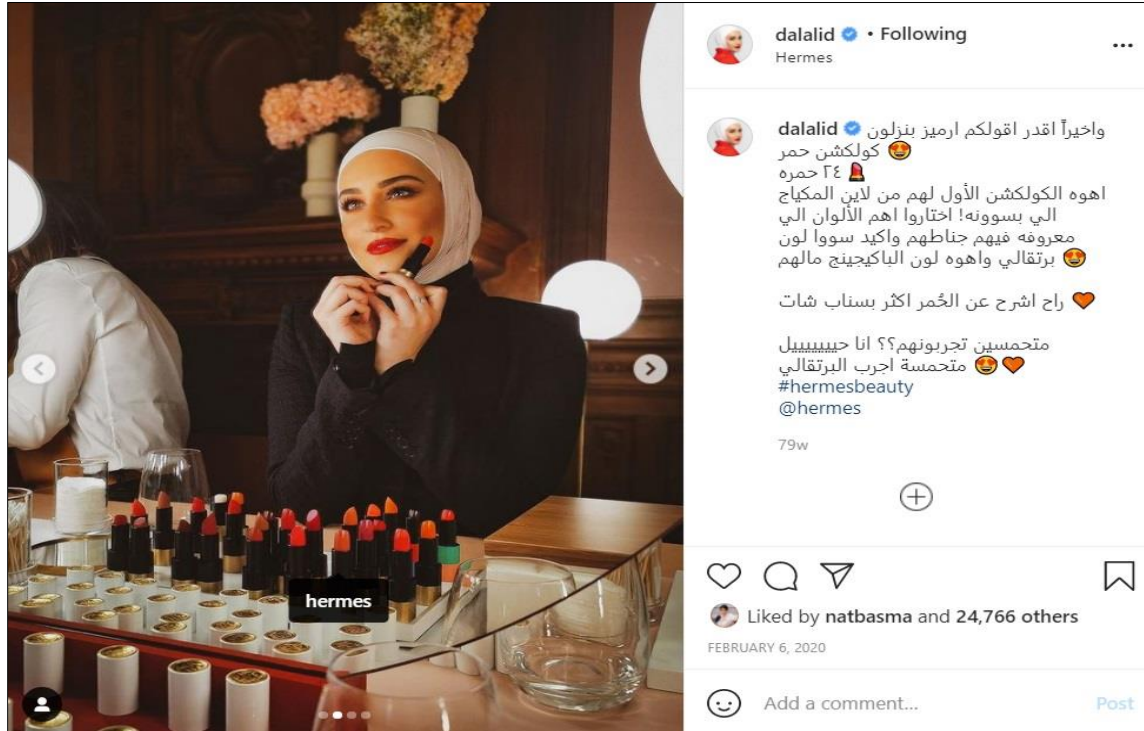 dalalid • Following
Hermes
hermes
dalalid واخيراً اقدر اقولكم ارميز بنزلون
كولكشن حمر 😍
٢٤ حمره 💄
اهوه الكولكشن الأول لهم من لاين المكياج
الي بسوونه! اختاروا اهم الألوان الي
معروفه فيهم جناطهم واكيد سووا لون
برتقالي واهوه لون الباكيجينج مالهم 😍
راح اشرح عن الحُمر اكثر بسناب شات 🧡
متحمسين تجربونهم؟؟ انا حيييييييل
متحمسة اجرب البرتقالي 😍🧡
#hermesbeauty
@hermes
79w
Liked by natbasma and 24,766 others
FEBRUARY 6, 2020
Add a comment...
Post